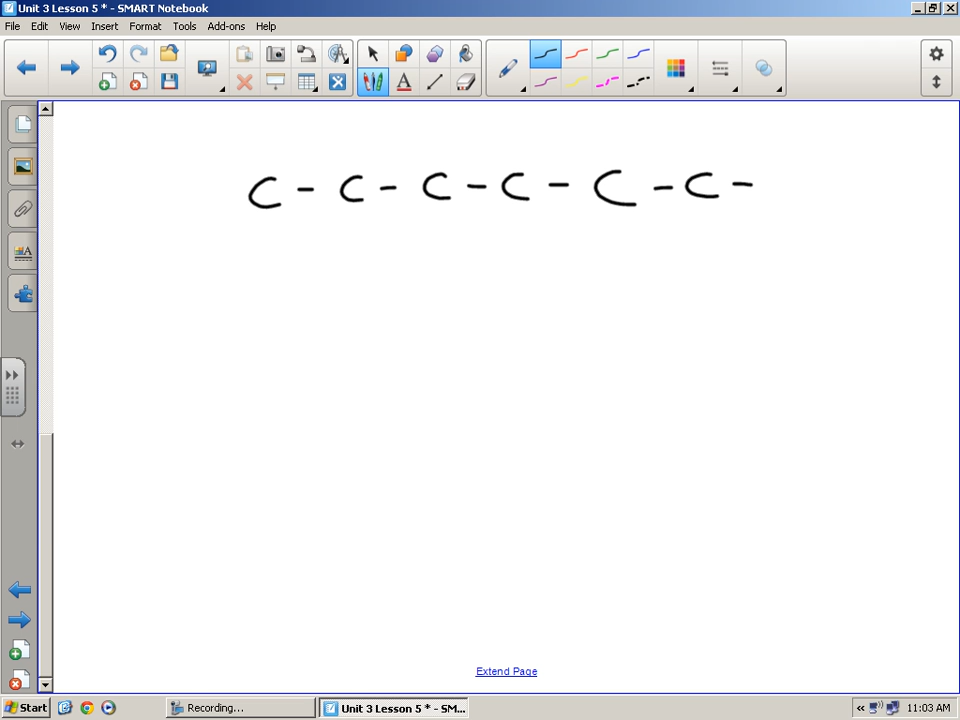 Unit 3 Lesson 5 * - SMART Notebook
File Edit View Insert Format Tools Add-ons Help
A
A
C - C - C - C - C - C -
Extend Page
Start Recording... Unit 3 Lesson 5 * - SM... « 11:03 AM